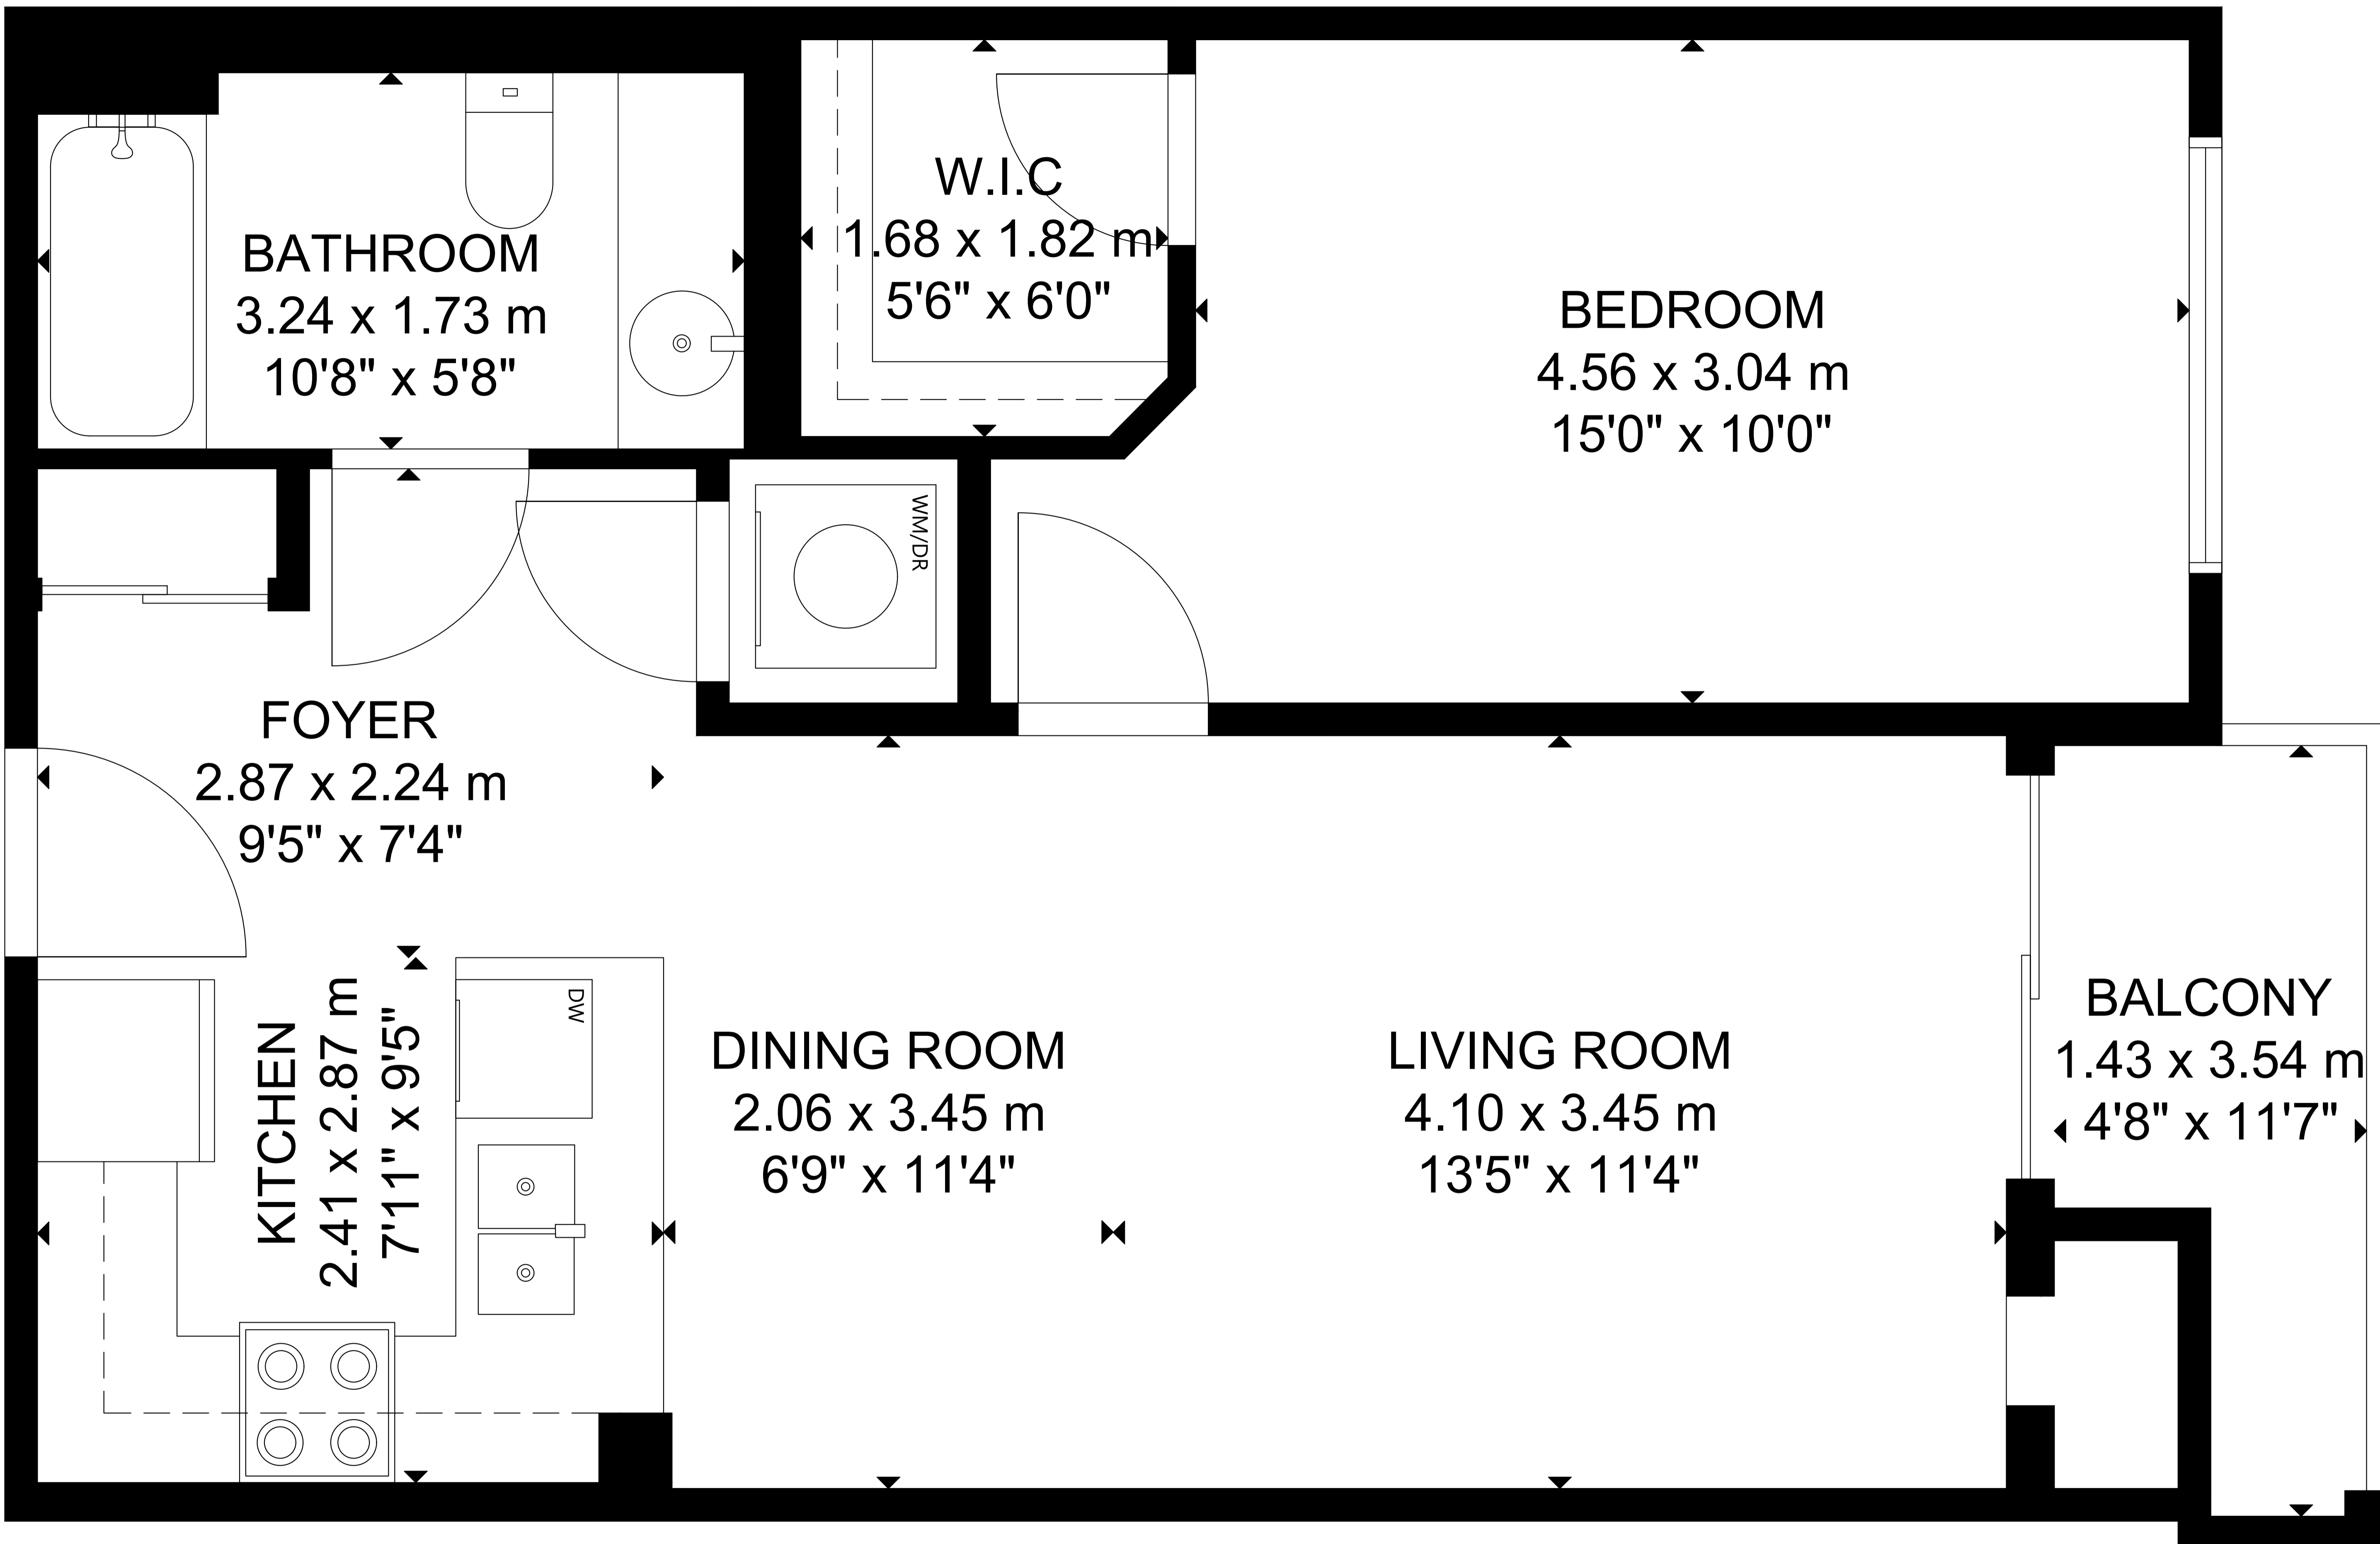 W.I.C
1.68 x 1.82 m
5'6" x 6'0"
BATHROOM
3.24 x 1.73 m
10'8" x 5'8"
BEDROOM
4.56 x 3.04 m
15'0" x 10'0"
WM/DR
FOYER
2.87 x 2.24 m
9'5" x 7'4"
KITCHEN
2.41 x 2.87 m
7'11" x 9'5"
DW
DINING ROOM
2.06 x 3.45 m
6'9" x 11'4"
LIVING ROOM
4.10 x 3.45 m
13'5" x 11'4"
BALCONY
1.43 x 3.54 m
4'8" x 11'7"